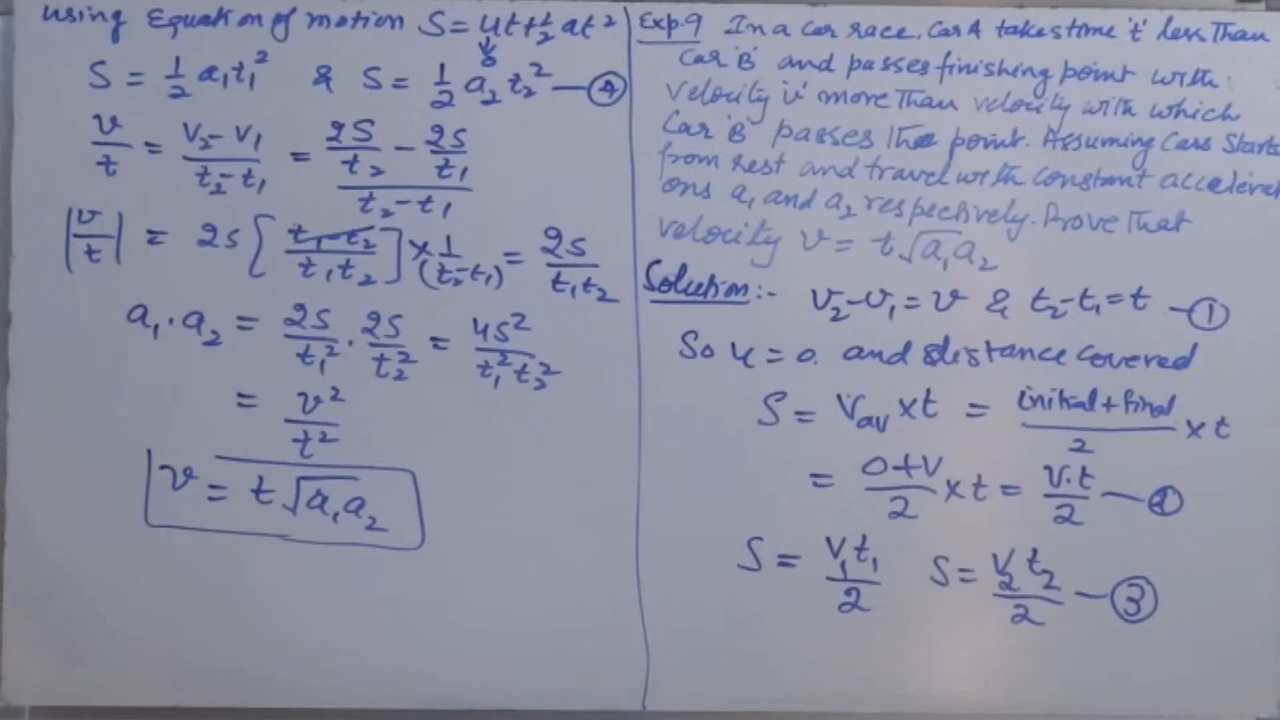 Exp.9 In a car race, Car A takes time 't' less Than
Car 'B' and passes finishing point with
velocity 'v' more Than velocity with which
Car 'B' passes the point. Assuming Cars Starts
from rest and travel with constant accelerati
ons a₁ and a₂ respectively. Prove That
velocity v = t√a₁a₂
Solution:- v₂-v₁ = v & t₂-t₁ = t —①
So u = 0. and distance covered
S = Vav × t = (initial + final)/2 × t
= (0+V)/2 × t = V.t/2 —②
S = V₁t₁/2 S = V₂t₂/2 —③
Using Equation of motion S = ut + ½ at²
0
S = ½ a₁t₁² & S = ½ a₂t₂² —④
v/t = (V₂ - V₁)/(t₂ - t₁) = (2S/t₂ - 2S/t₁)/(t₂ - t₁)
|v/t| = 2S [(t₁-t₂)/(t₁t₂)] × 1/(t₂-t₁) = 2S/(t₁t₂)
a₁.a₂ = 2S/t₁² . 2S/t₂² = 4S²/(t₁²t₂²)
= v²/t²
v = t√a₁a₂